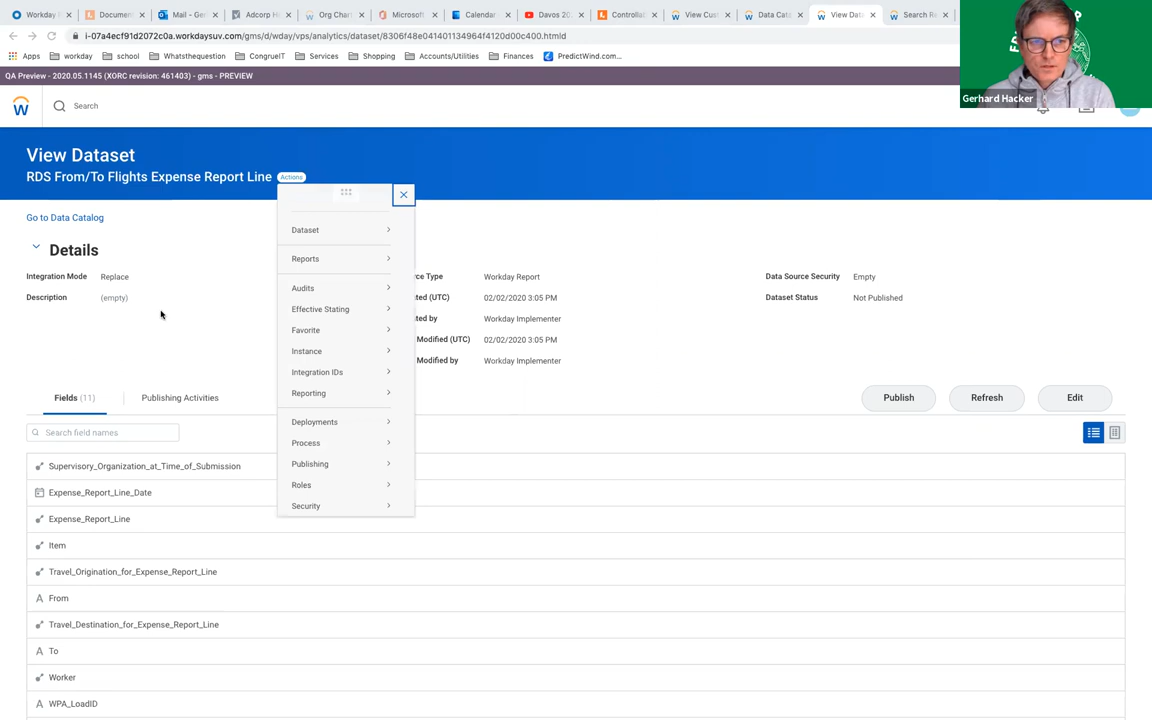 Workday
Document
Mail - Ge
Adcorp H
Org Char
Microsoft
Calendar
Davos 20
Controlla
View Cus
Data Cat
View Data
Search Re
i-07a4ecf91d2072c0a.workdaysuv.com/gms/d/wday/vps/analytics/dataset/8306f48e041401134964f4120d00c400.htmld
Apps workday school Whatsthequestion CongrueIT Services Shopping Accounts/Utilities Finances PredictWind.com...
QA Preview - 2020.05.1145 (XORC revision: 461403) - gms - PREVIEW
Gerhard Hacker
Search
View Dataset
RDS From/To Flights Expense Report Line Actions
Go to Data Catalog
Details
Integration Mode Replace
Description (empty)
ce Type Workday Report
ted (UTC) 02/02/2020 3:05 PM
ted by Workday Implementer
Modified (UTC) 02/02/2020 3:05 PM
Modified by Workday Implementer
Data Source Security Empty
Dataset Status Not Published
Dataset
Reports
Audits
Effective Stating
Favorite
Instance
Integration IDs
Reporting
Deployments
Process
Publishing
Roles
Security
Fields (11) Publishing Activities
Publish Refresh Edit
Search field names
Supervisory_Organization_at_Time_of_Submission
Expense_Report_Line_Date
Expense_Report_Line
Item
Travel_Origination_for_Expense_Report_Line
A From
Travel_Destination_for_Expense_Report_Line
A To
Worker
A WPA_LoadID